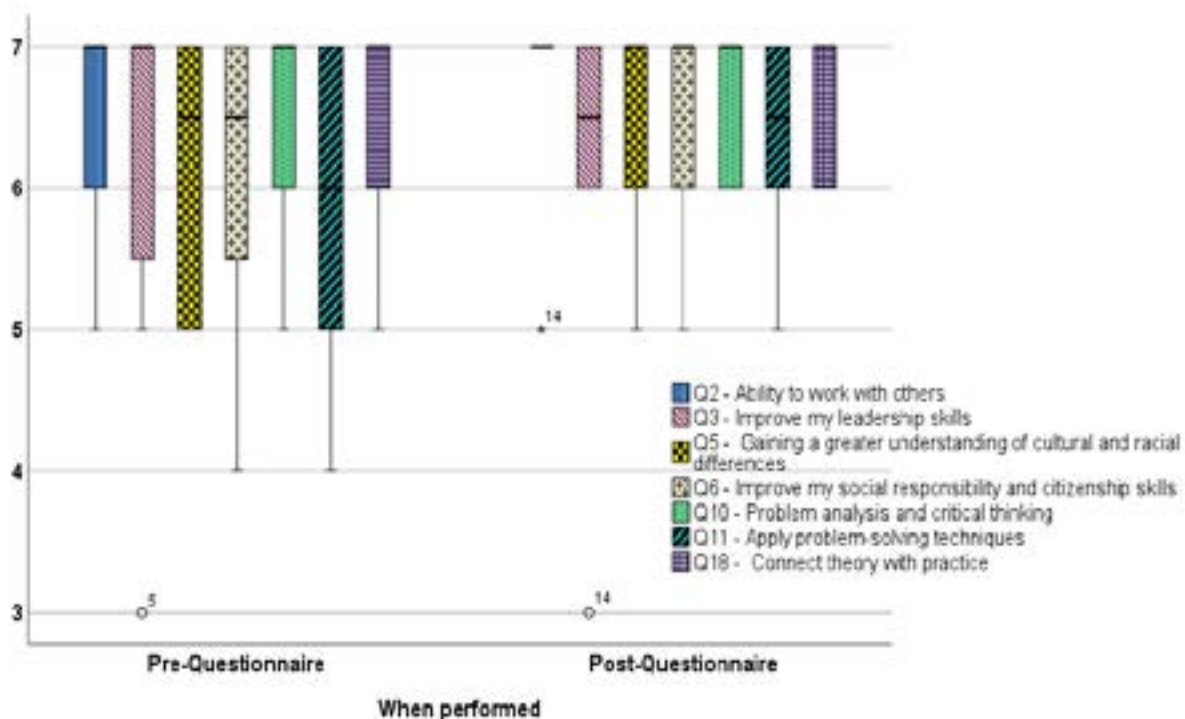 7
6
5
4
3
14
5
14
Q2 - Ability to work with others
Q3 - Improve my leadership skills
Q5 - Gaining a greater understanding of cultural and racial
differences
Q6 - Improve my social responsibility and citizenship skills
Q10 - Problem analysis and critical thinking
Q11 - Apply problem-solving techniques
Q18 - Connect theory with practice
Pre-Questionnaire
Post-Questionnaire
When performed